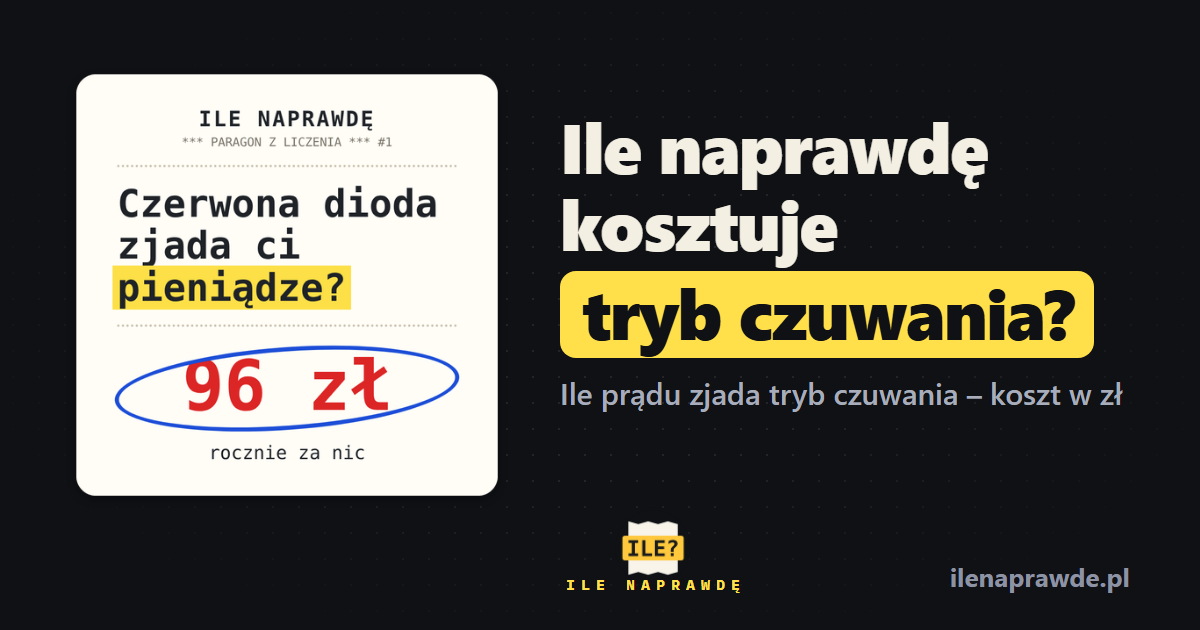 ILE NAPRAWDĘ
*** PARAGON Z LICZENIA *** #1
Czerwona dioda
zjada ci
pieniądze?
96 zł
rocznie za nic
Ile naprawdę
kosztuje
tryb czuwania?
Ile prądu zjada tryb czuwania – koszt w zł
ILE?
ILE NAPRAWDĘ
ilenaprawde.pl